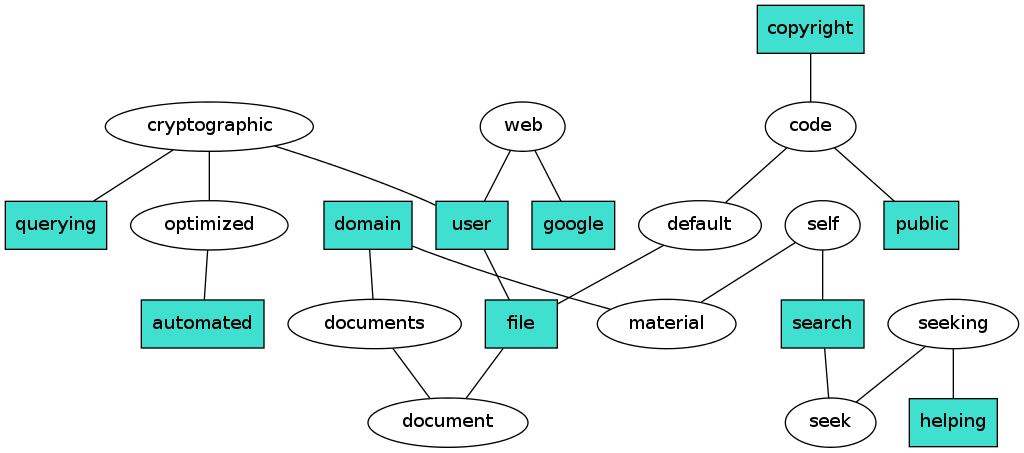 copyright
cryptographic
web
code
querying
optimized
domain
user
google
default
self
public
automated
documents
file
material
search
seeking
document
seek
helping